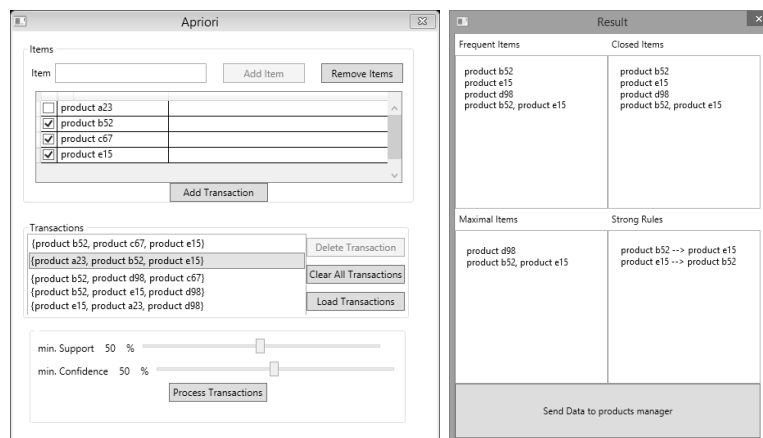 Apriori
Items
Item
Add Item
Remove Items
product a23
product b52
product c67
product e15
Add Transaction
Transactions
{product b52, product c67, product e15}
{product a23, product b52, product e15}
{product b52, product d98, product c67}
{product b52, product e15, product d98}
{product e15, product a23, product d98}
Delete Transaction
Clear All Transactions
Load Transactions
min. Support 50 %
min. Confidence 50 %
Process Transactions
Result
Frequent Items
product b52
product e15
product d98
product b52, product e15
Closed Items
product b52
product e15
product d98
product b52, product e15
Maximal Items
product d98
product b52, product e15
Strong Rules
product b52 --> product e15
product e15 --> product b52
Send Data to products manager